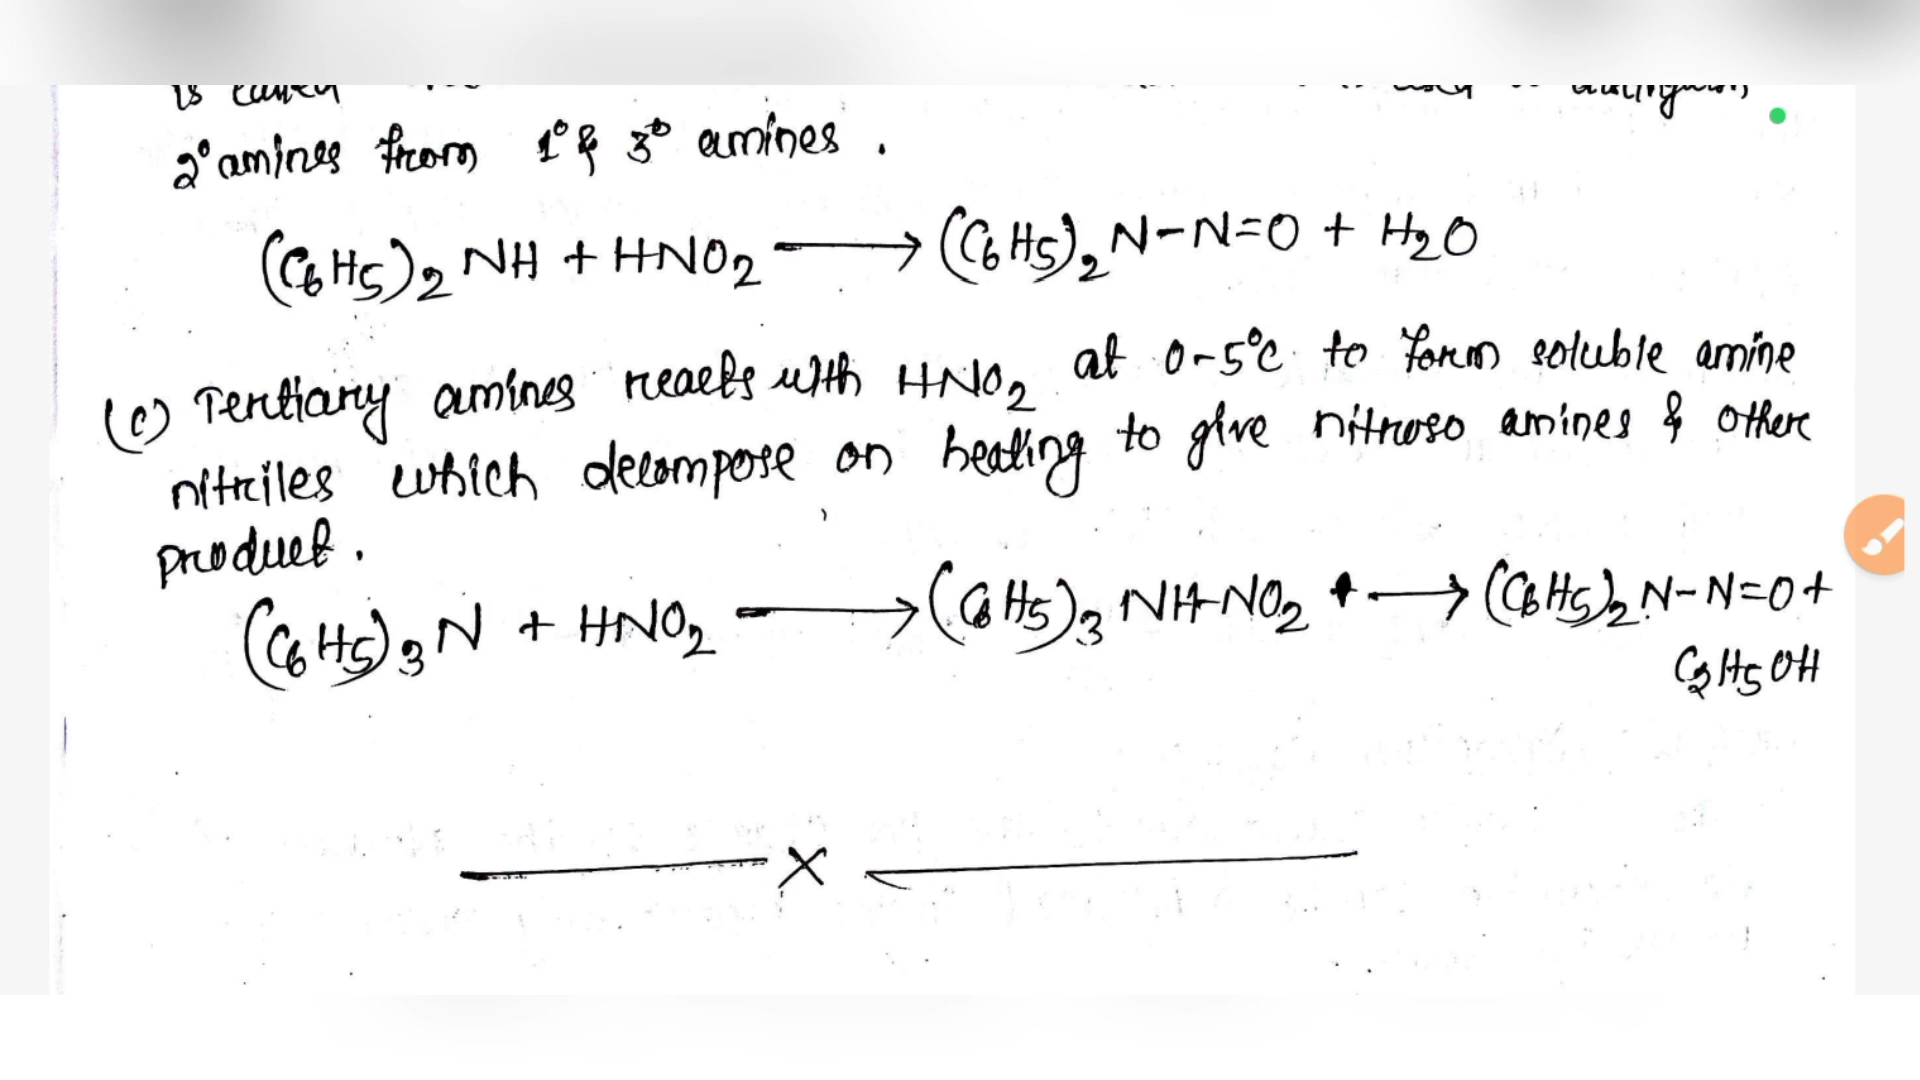 is called
2° amines from 1° & 3° amines.
(C6H5)2 NH + HNO2 ⟶ (C6H5)2 N-N=O + H2O
(c) Tertiary amines reacts with HNO2 at 0-5°C to form soluble amine
nitriles which decompose on heating to give nitroso amines & other
product.
(C6H5)3 N + HNO2 ⟶ (C6H5)3 NH-NO2 ⟶ (C6H5)2 N-N=O +
C2H5OH
X